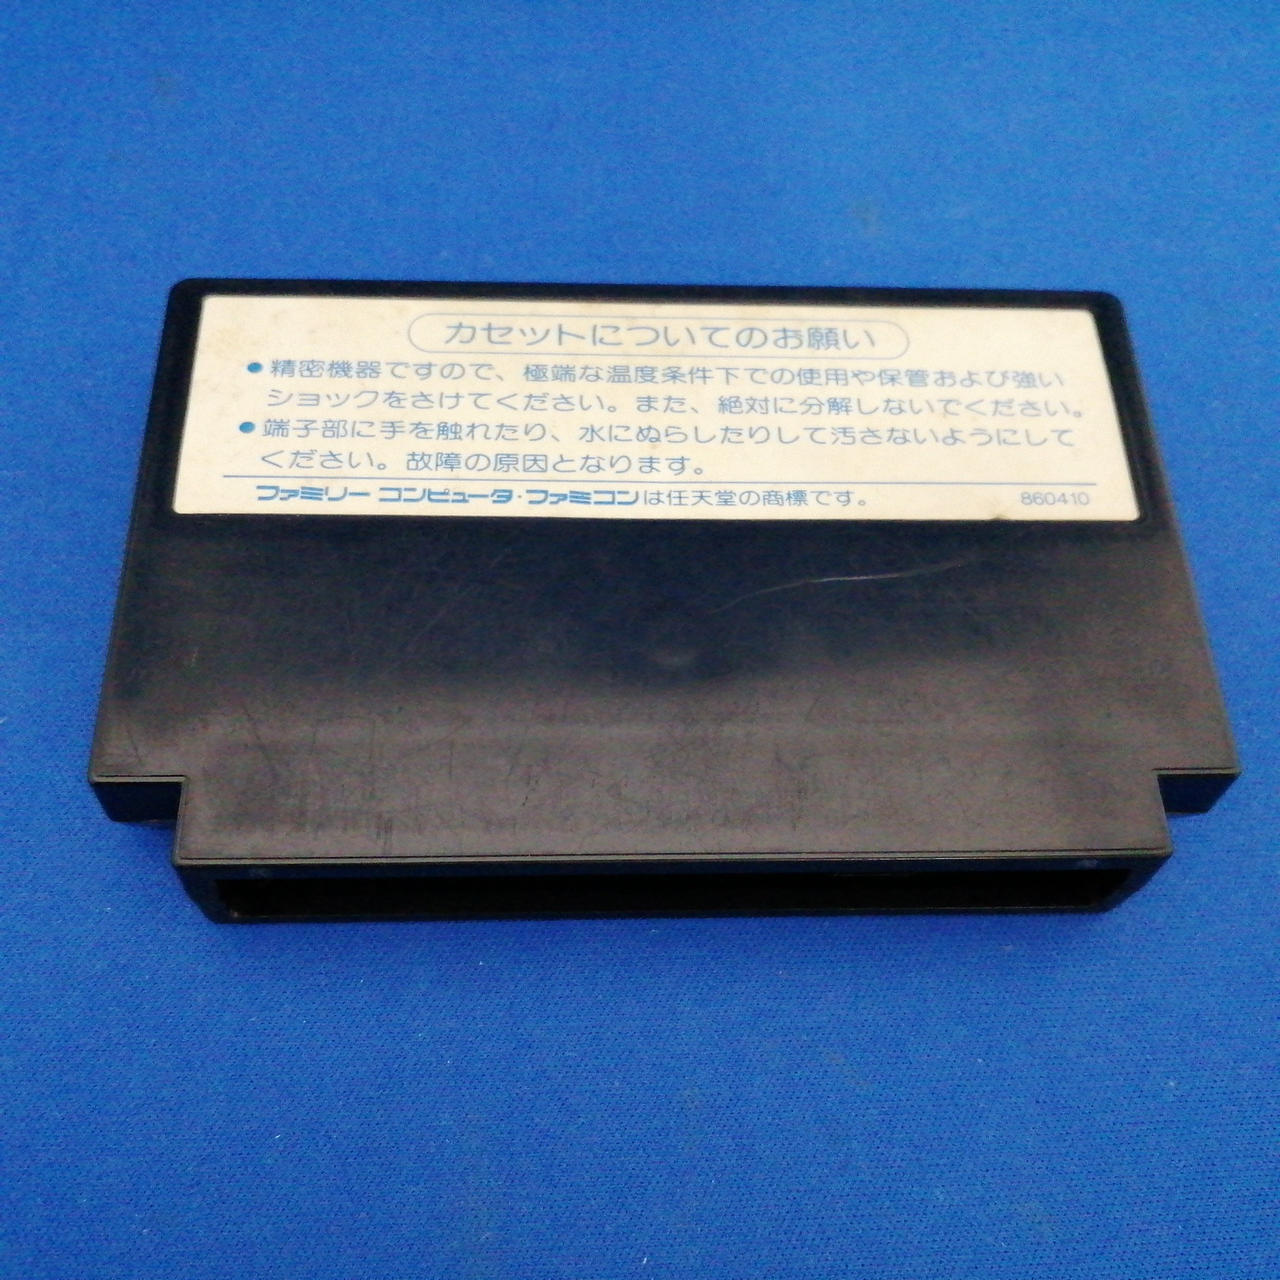 カセットについてのお願い
●精密機器ですので、極端な温度条件下での使用や保管および強い
ショックをさけてください。また、絶対に分解しないでください。
●端子部に手を触れたり、水にぬらしたりして汚さないようにして
ください。故障の原因となります。
ファミリー コンピュータ・ファミコンは任天堂の商標です。 860410